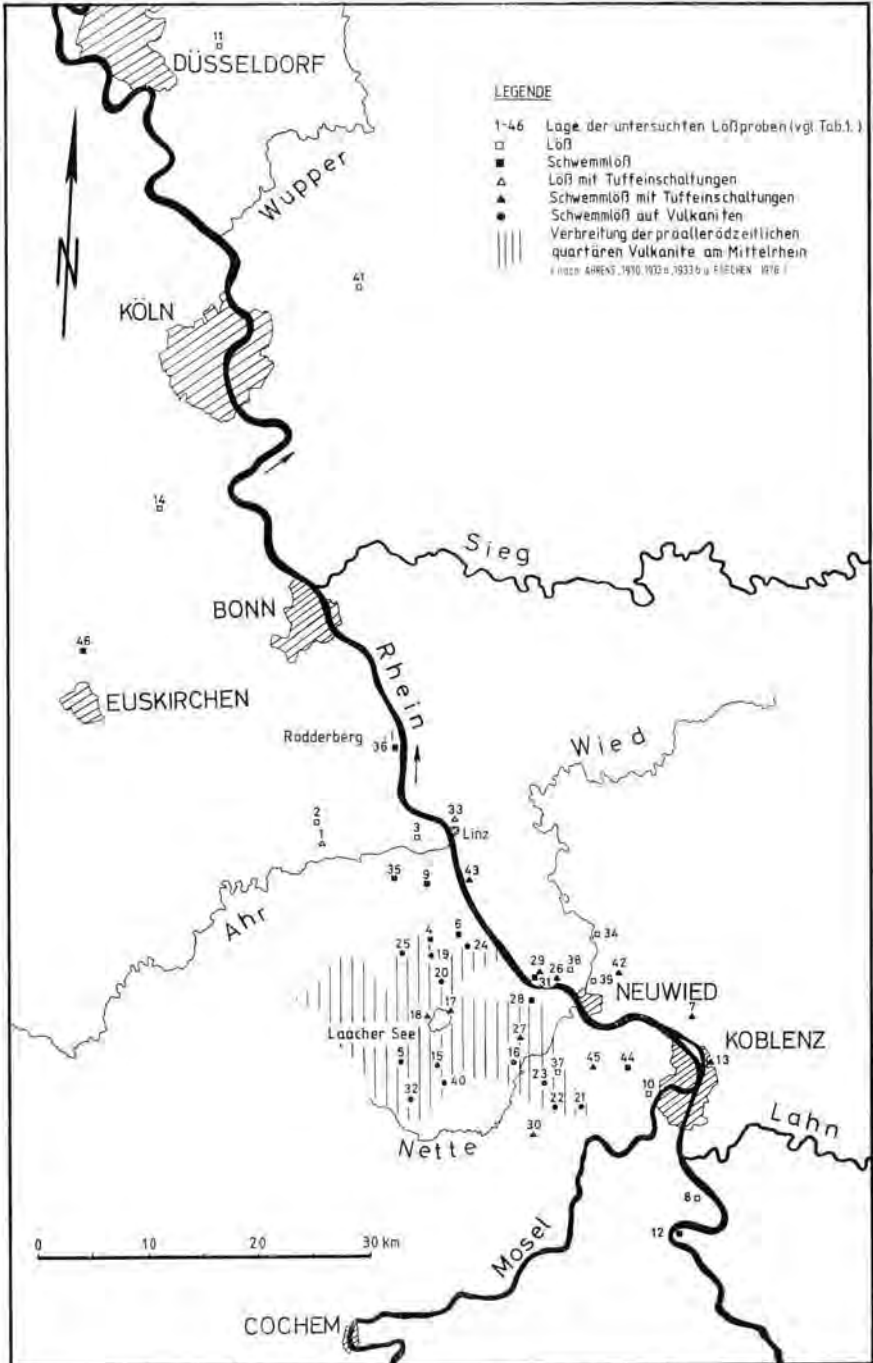 11
DÜSSELDORF
LEGENDE
1-46 Lage der untersuchten Lößproben (vgl. Tab.1.)
Löß
Schwemmlöß
Löß mit Tuffeinschaltungen
Schwemmlöß mit Tuffeinschaltungen
Schwemmlöß auf Vulkaniten
Verbreitung der präallerödzeitlichen
quartären Vulkanite am Mittelrhein
(nach AHRENS, 1930, 1933 b u. 1976)
Wupper
N
41
KÖLN
14
Sieg
BONN
Rhein
46
EUSKIRCHEN
Rodderberg
36
Wied
2
1
3
33
Linz
35
9
43
Ahr
4
6
34
25
19
24
20
29
26
38
42
31
39
NEUWIED
28
18
17
7
Laacher See
27
KOBLENZ
5
15
16
37
45
44
13
40
23
10
32
22
21
Lahn
30
Nette
8
Mosel
12
0 10 20 30 km
COCHEM